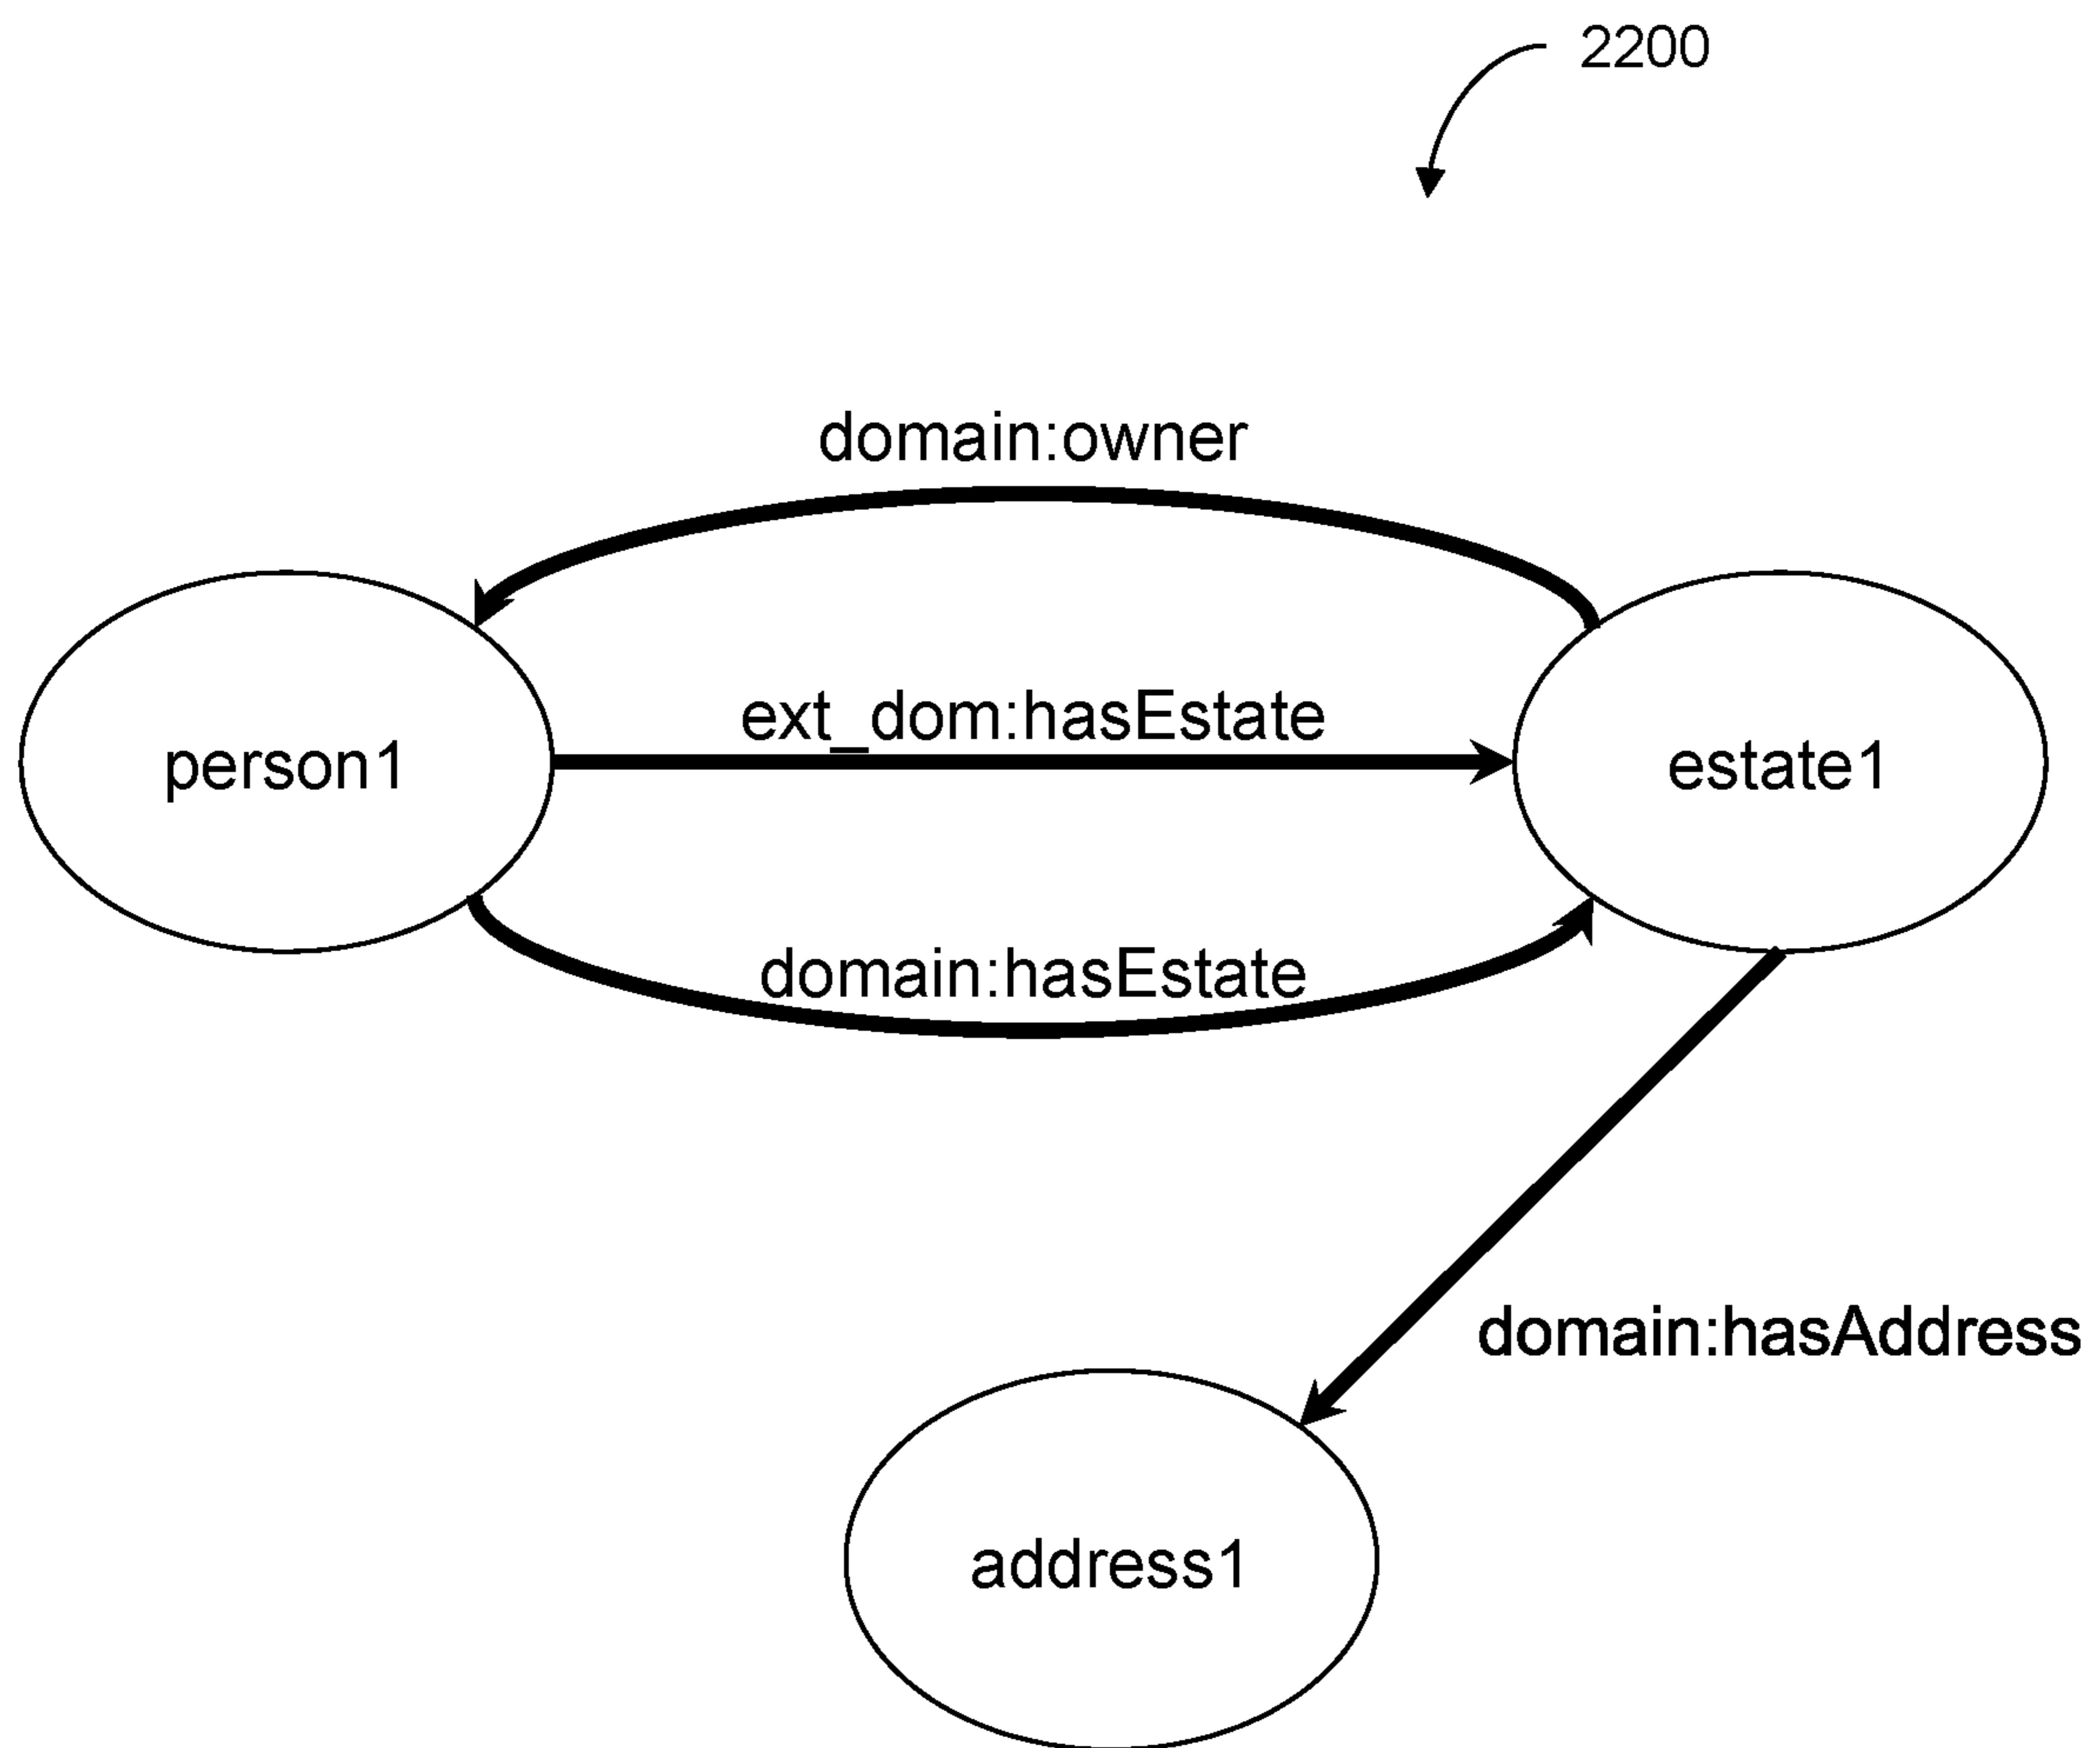 2200
domain:owner
ext_dom:hasEstate
person1
estate1
domain:hasEstate
domain:hasAddress
address1